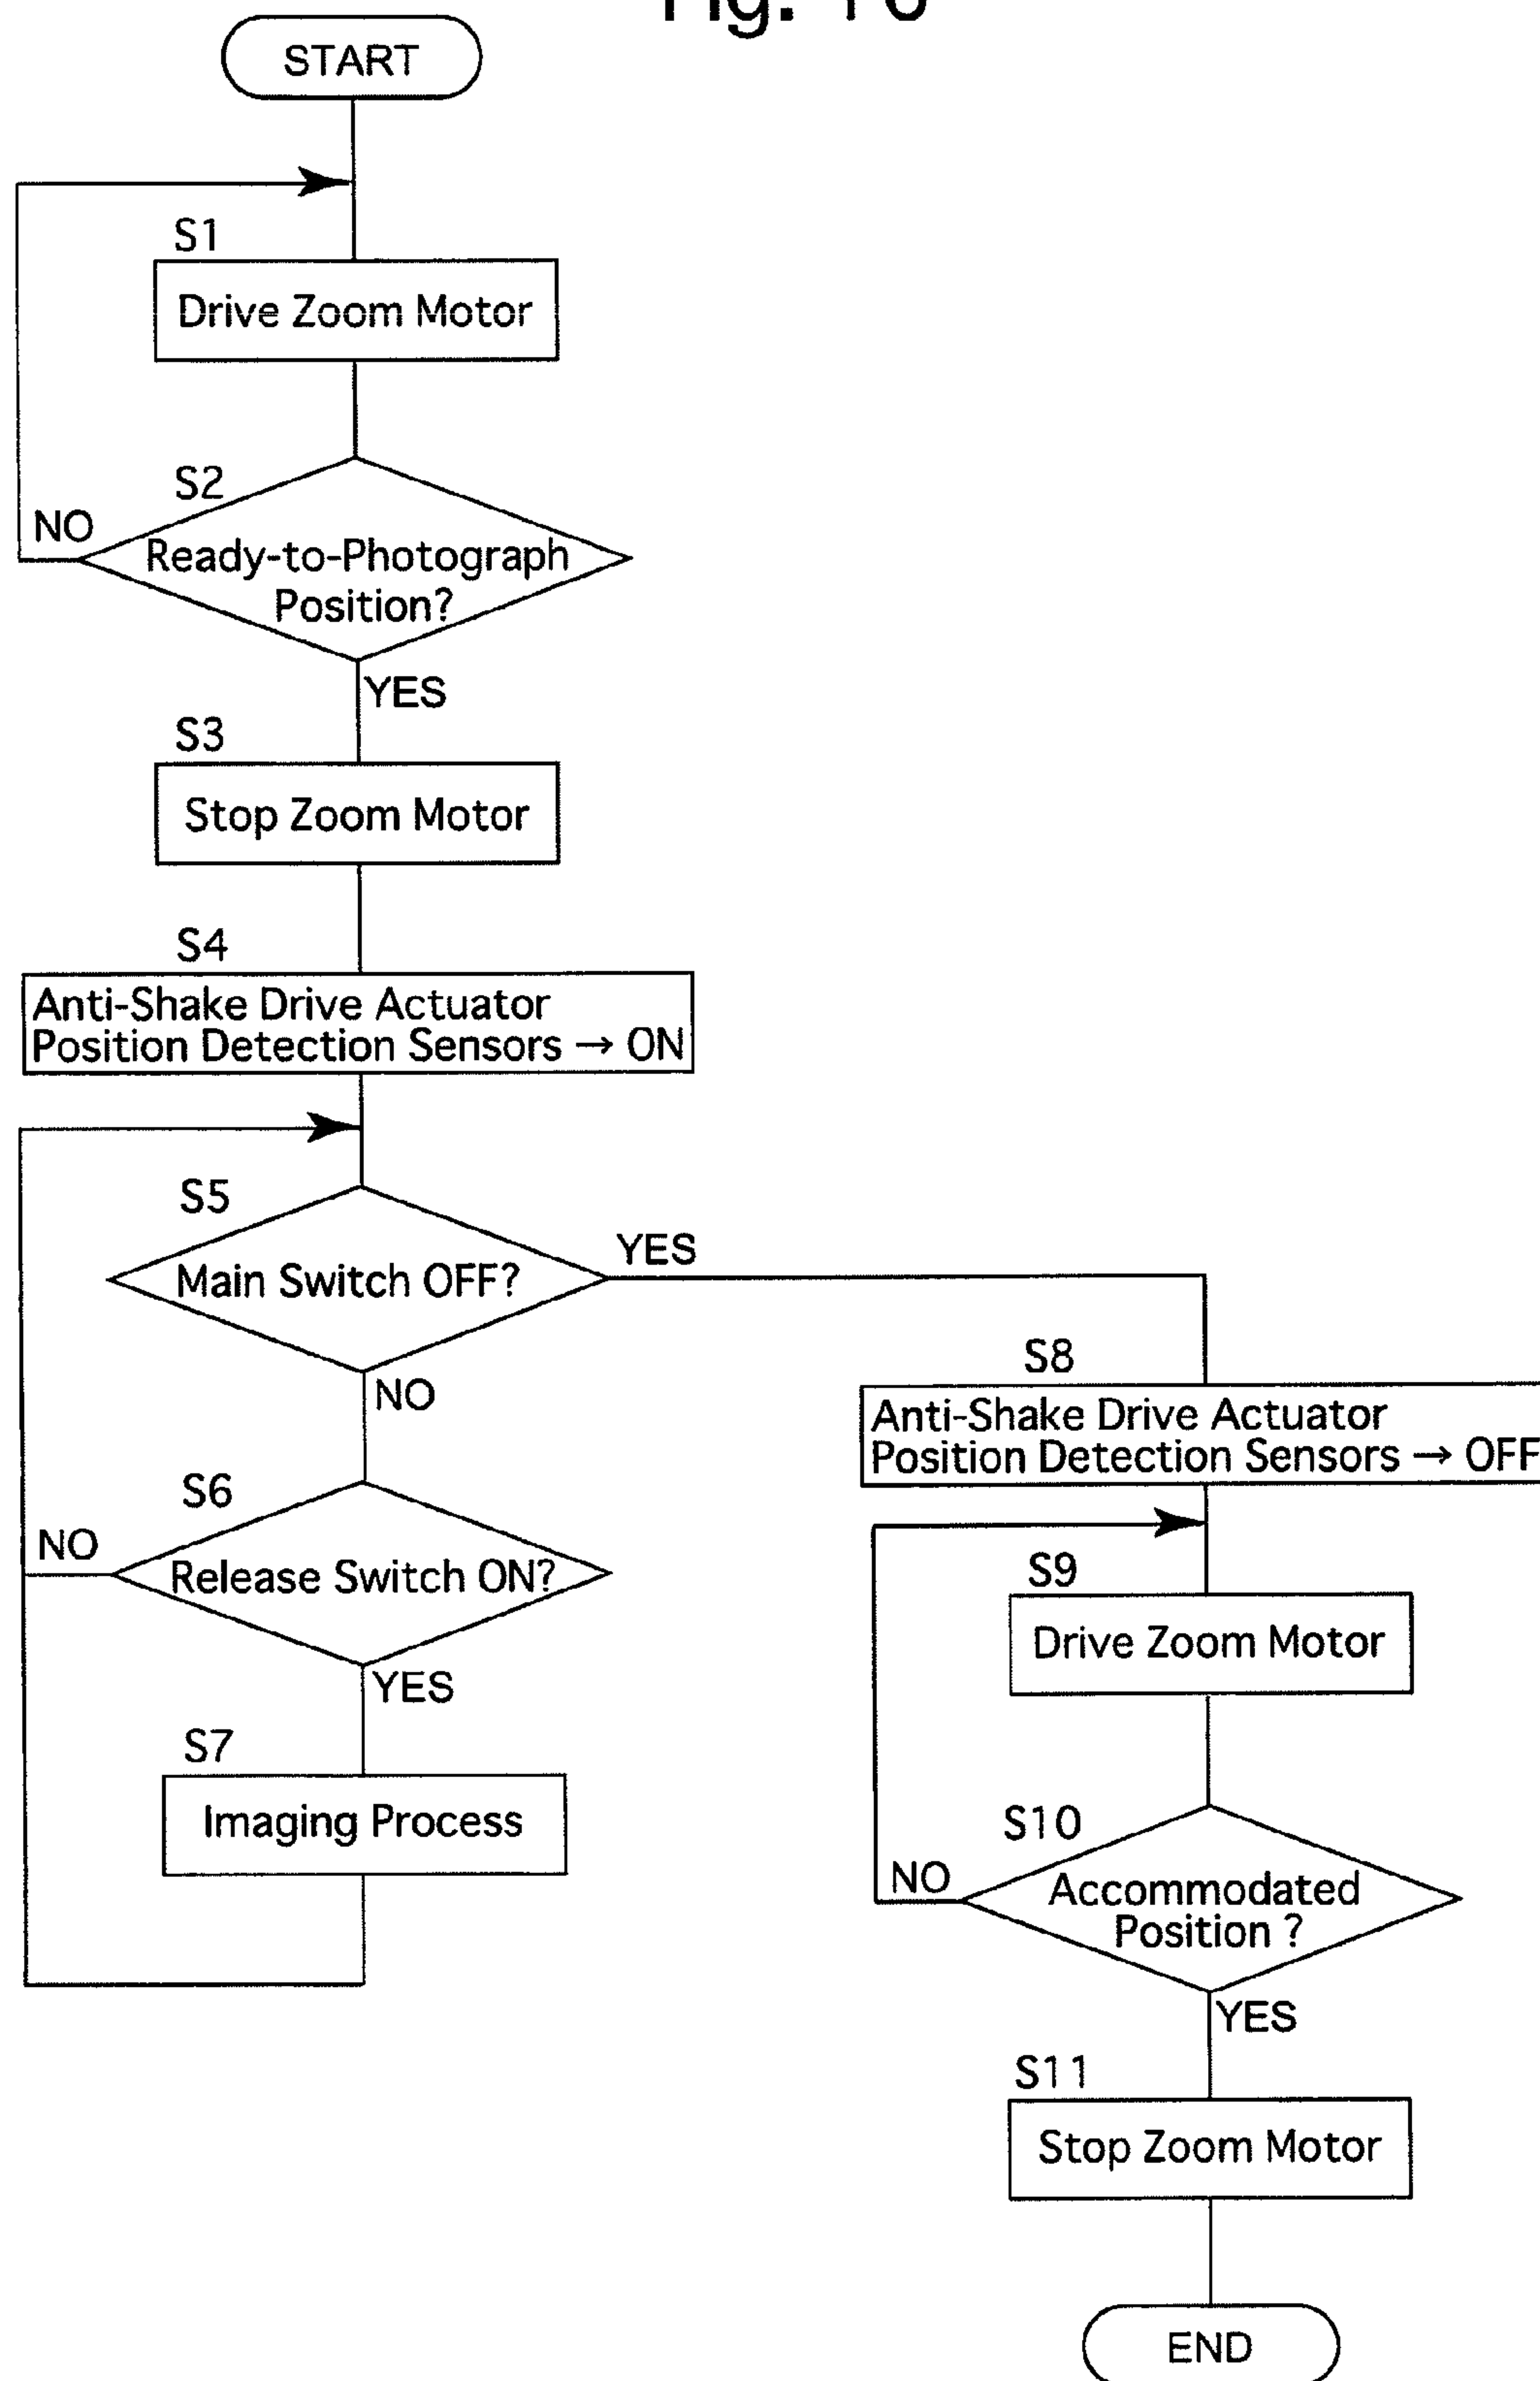 Fig.
START
S1
Drive Zoom Motor
S2
NO
Ready-to-Photograph
Position?
YES
S3
Stop Zoom Motor
S4
Anti-Shake Drive Actuator
Position Detection Sensors → ON
S5
Main Switch OFF?
YES
NO
S6
NO
Release Switch ON?
YES
S7
Imaging Process
S8
Anti-Shake Drive Actuator
Position Detection Sensors → OFF
S9
Drive Zoom Motor
S10
NO
Accommodated
Position ?
YES
S11
Stop Zoom Motor
END